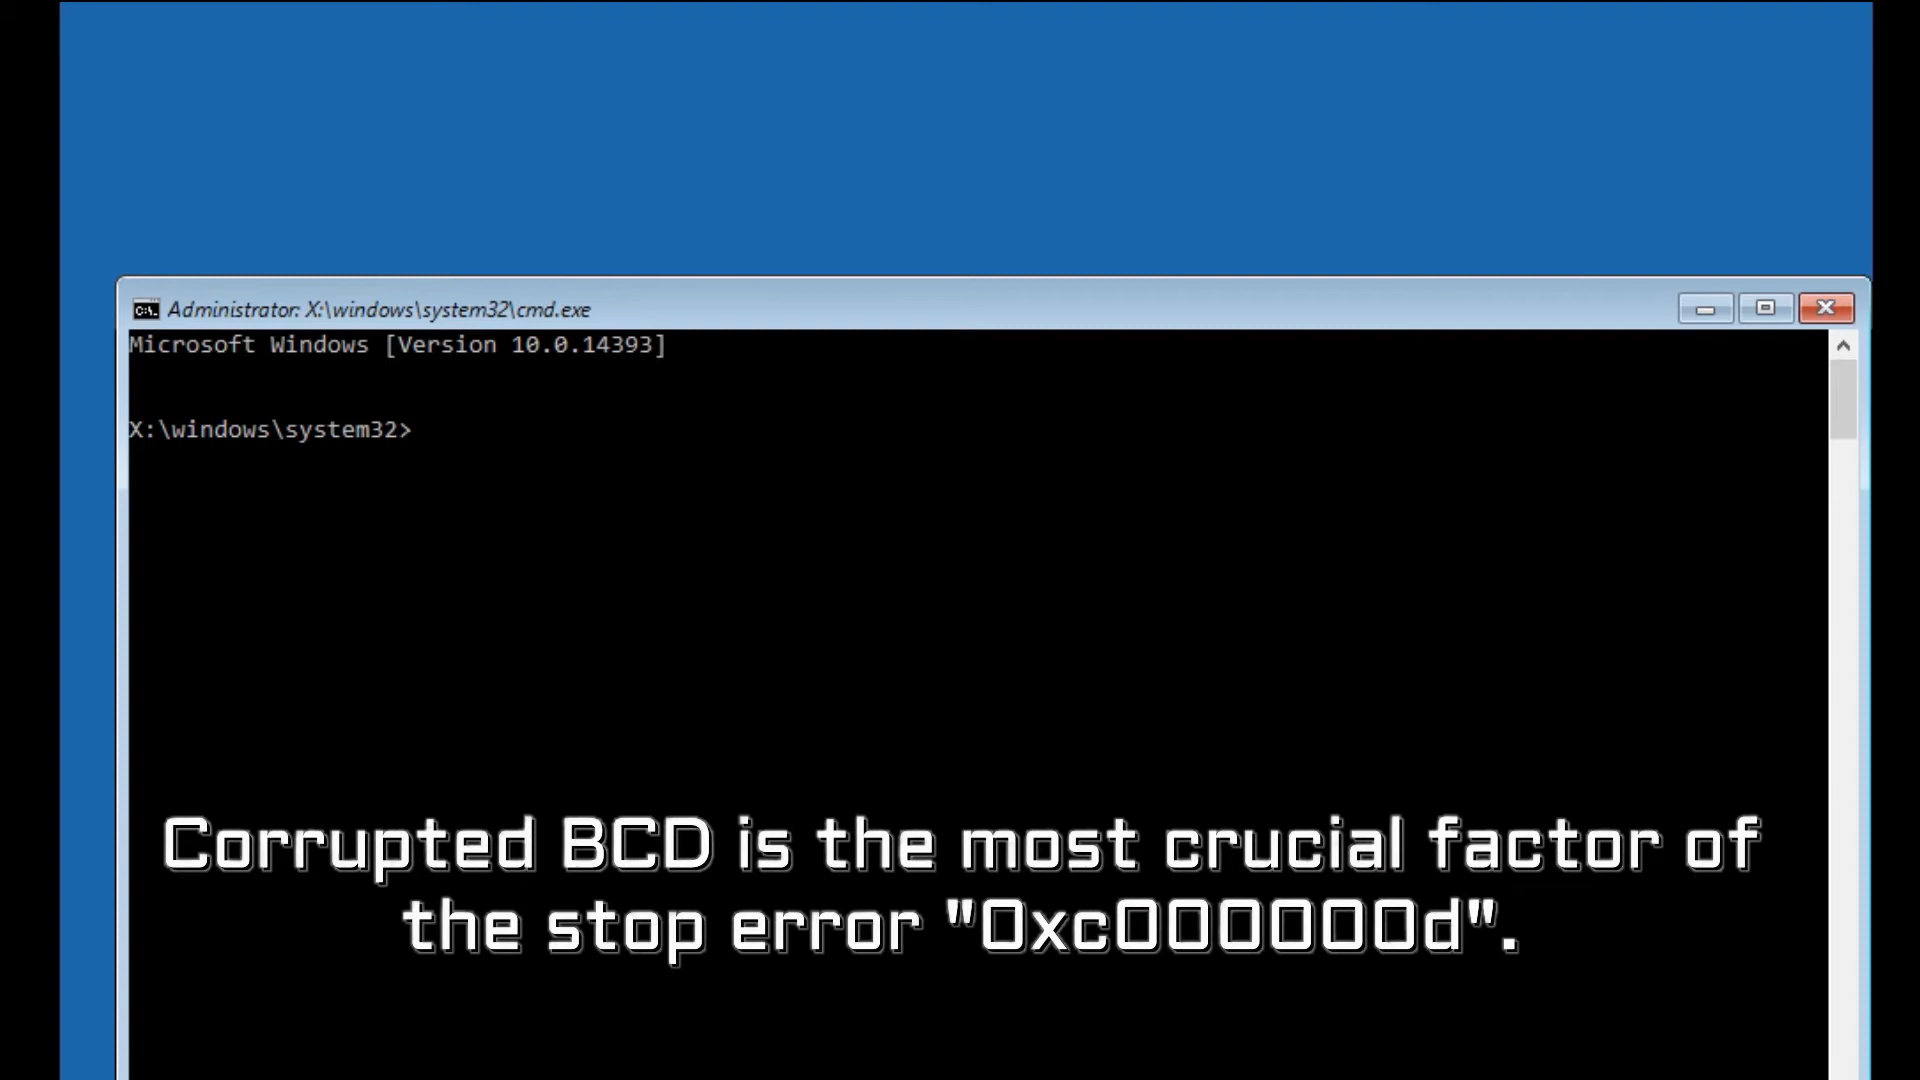 Administrator: X:\windows\system32\cmd.exe
Microsoft Windows [Version 10.0.14393]
X:\windows\system32>
Corrupted BCD is the most crucial factor of
the stop error "0xc000000d".